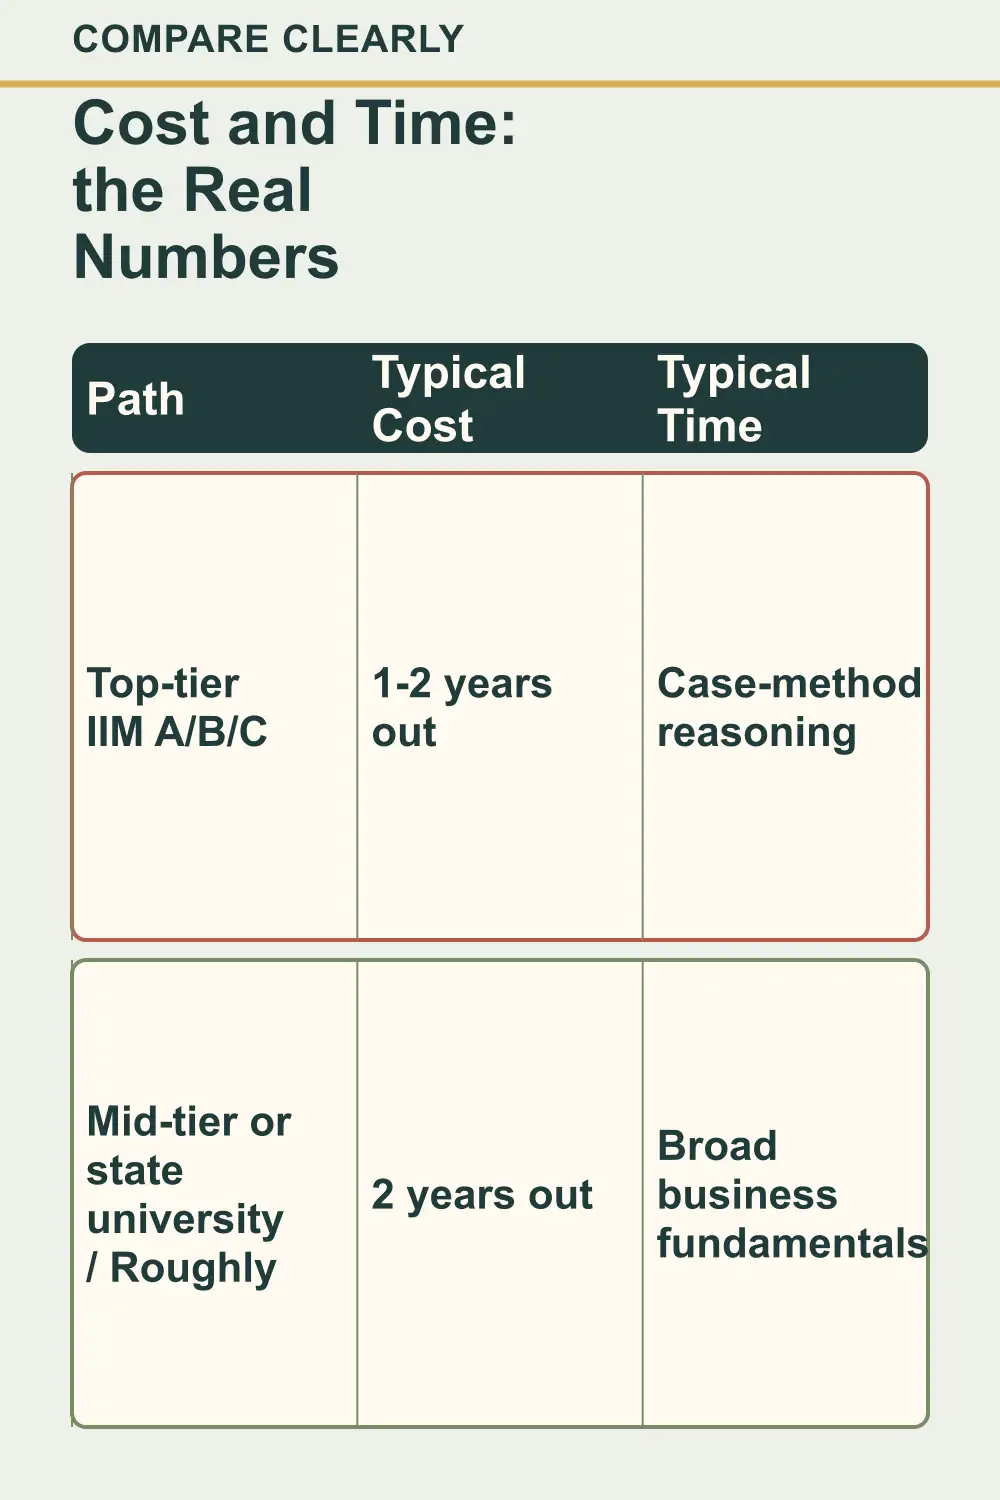 COMPARE CLEARLY
Cost and Time:
the Real
Numbers
Path
Typical
Cost
Typical
Time
Top-tier
IIM A/B/C
1-2 years
out
Case-method
reasoning
Mid-tier or
state
university
/ Roughly
2 years out
Broad
business
fundamentals